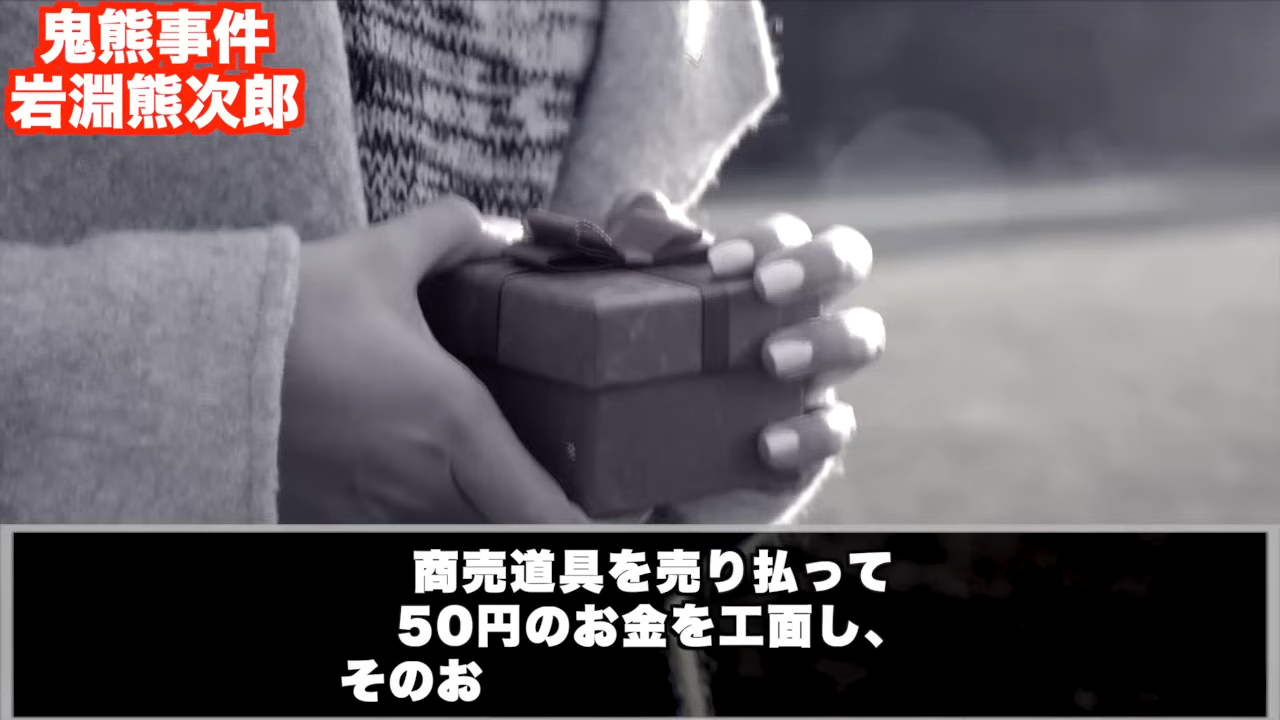 鬼熊事件
岩淵熊次郎
商売道具を売り払って
50円のお金を工面し、
そのお